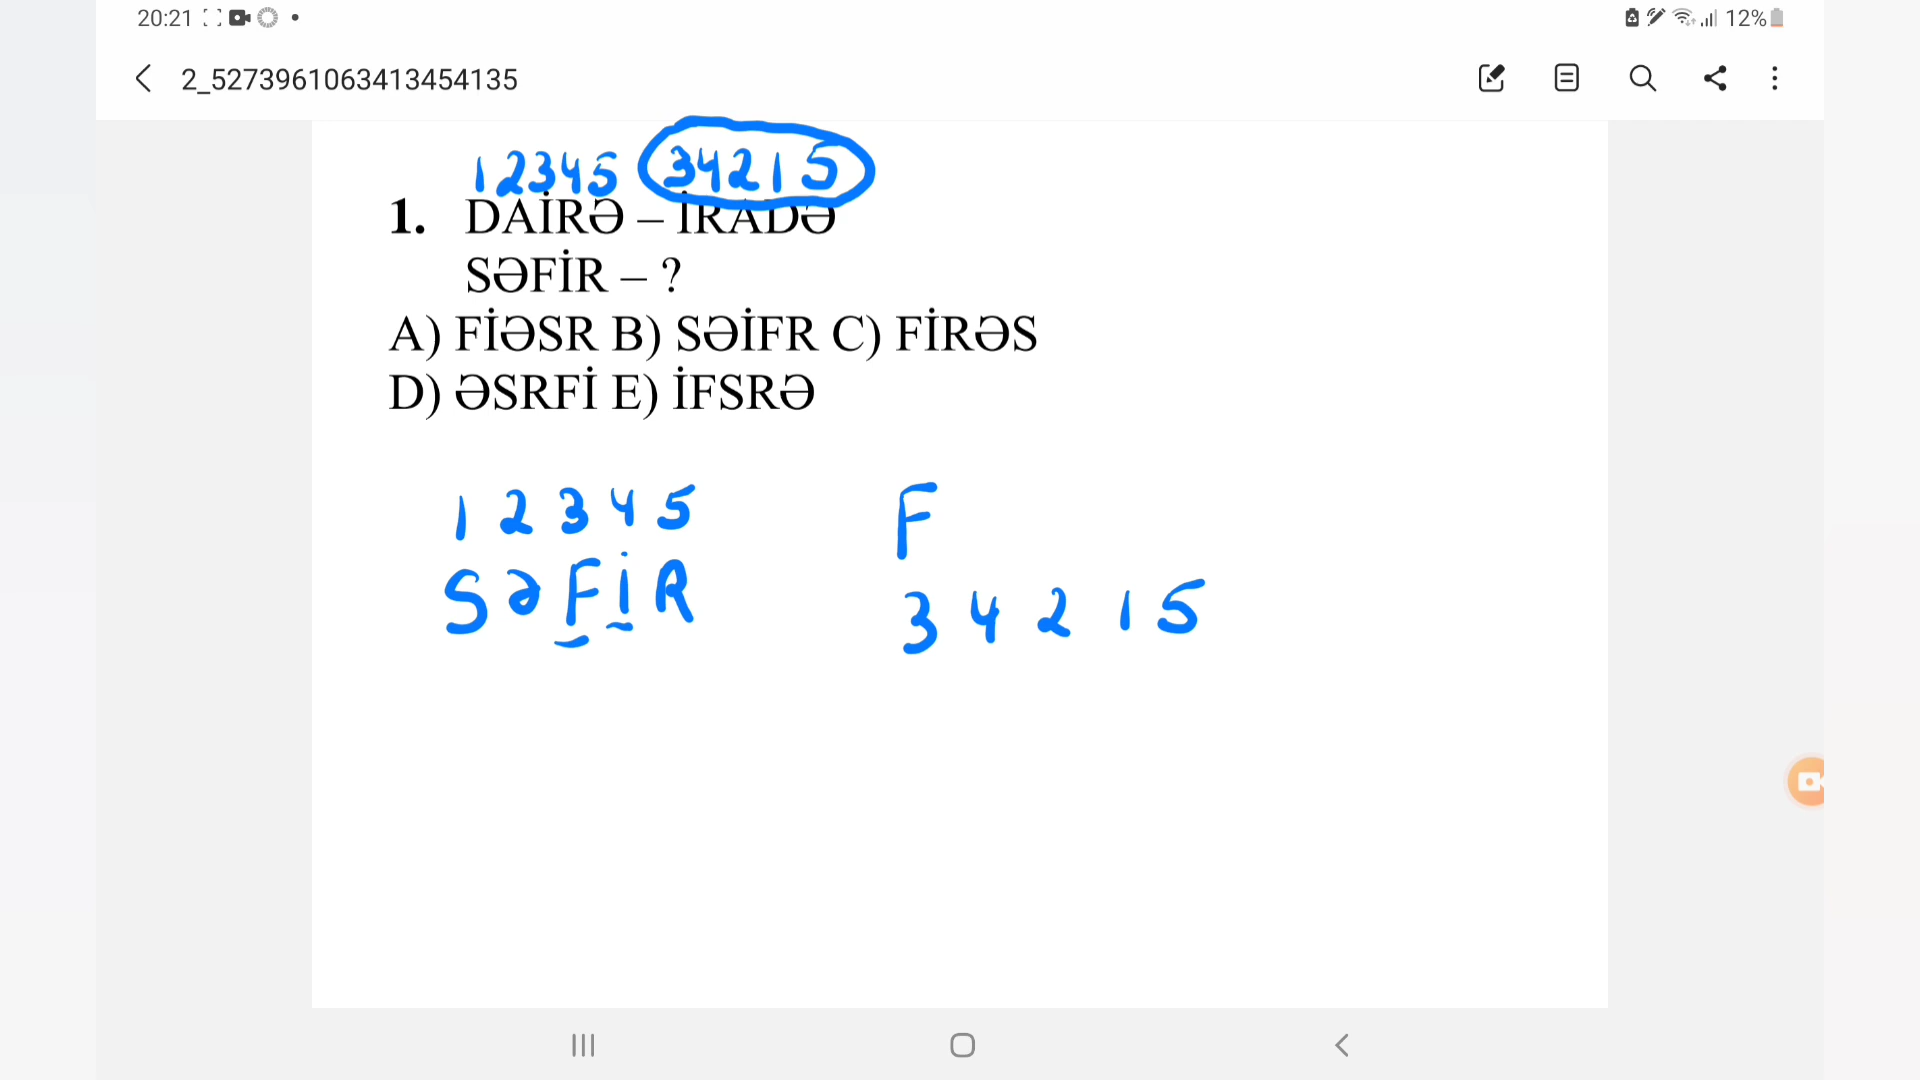 20:21 12%
2_5273961063413454135
12345 34215
1. DAİRƏ – İRADƏ
SƏFİR – ?
A) FİƏSR B) SƏİFR C) FİRƏS
D) ƏSRFİ E) İFSRƏ
1 2 3 4 5 F
SəFİR 3 4 2 1 5